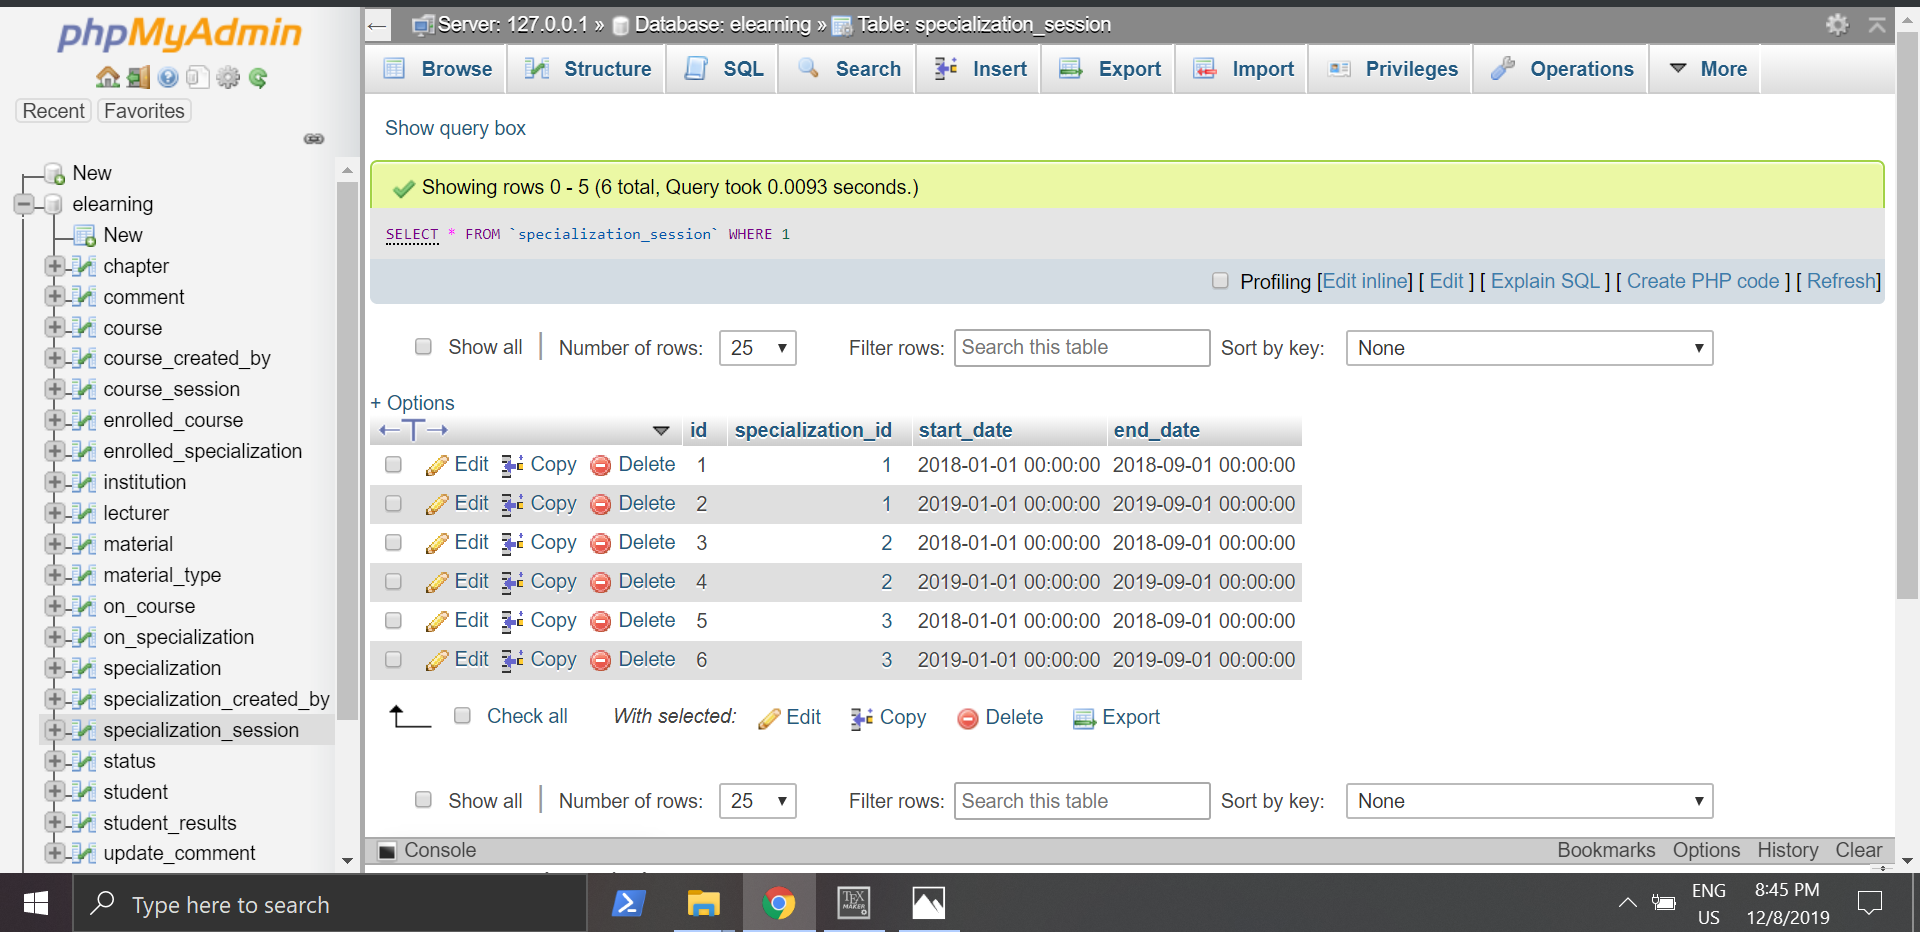 phpMyAdmin
Recent Favorites
New
elearning
New
chapter
comment
course
course_created_by
course_session
enrolled_course
enrolled_specialization
institution
lecturer
material
material_type
on_course
on_specialization
specialization
specialization_created_by
specialization_session
status
student
student_results
update_comment
Server: 127.0.0.1 » Database: elearning » Table: specialization_session
Browse Structure SQL Search Insert Export Import Privileges Operations More
Show query box
Showing rows 0 - 5 (6 total, Query took 0.0093 seconds.)
SELECT * FROM `specialization_session` WHERE 1
Profiling [Edit inline] [ Edit ] [ Explain SQL ] [ Create PHP code ] [ Refresh]
Show all Number of rows: 25 Filter rows: Search this table Sort by key: None
+ Options
←T→ id specialization_id start_date end_date
Edit Copy Delete 1 1 2018-01-01 00:00:00 2018-09-01 00:00:00
Edit Copy Delete 2 1 2019-01-01 00:00:00 2019-09-01 00:00:00
Edit Copy Delete 3 2 2018-01-01 00:00:00 2018-09-01 00:00:00
Edit Copy Delete 4 2 2019-01-01 00:00:00 2019-09-01 00:00:00
Edit Copy Delete 5 3 2018-01-01 00:00:00 2018-09-01 00:00:00
Edit Copy Delete 6 3 2019-01-01 00:00:00 2019-09-01 00:00:00
Check all With selected: Edit Copy Delete Export
Show all Number of rows: 25 Filter rows: Search this table Sort by key: None
Console Bookmarks Options History Clear
Type here to search
TEX MAKER
ENG 8:45 PM
US 12/8/2019